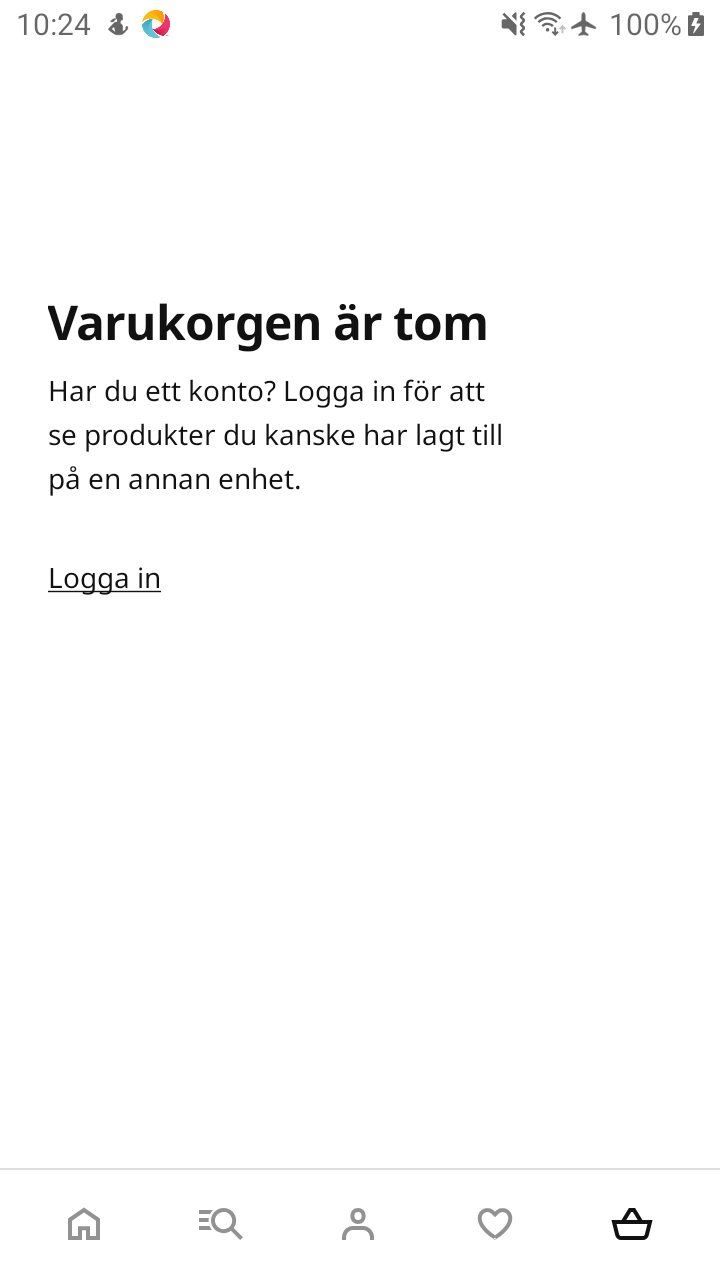 10:24
100%
Varukorgen är tom
Har du ett konto? Logga in för att
se produkter du kanske har lagt till
på en annan enhet.
Logga in